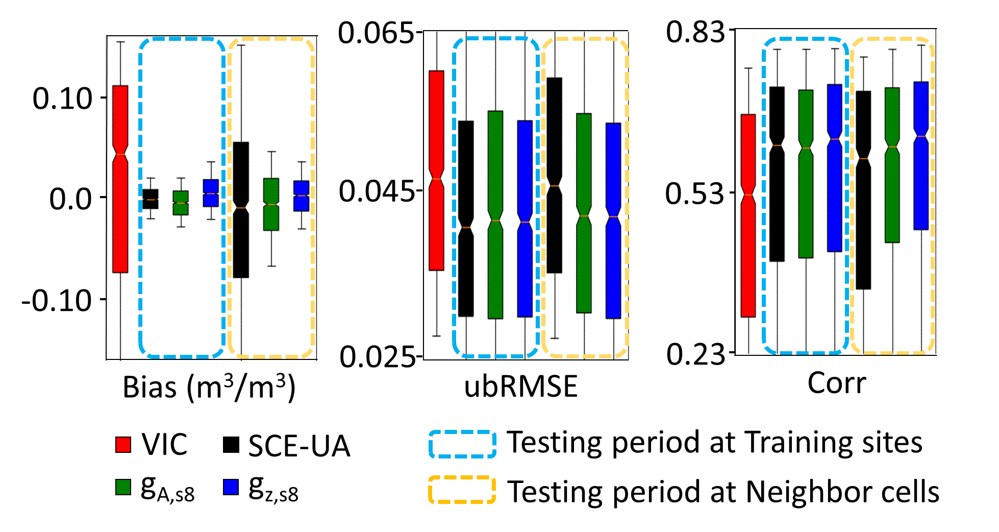 0.10
0.0
-0.10
Bias (m³/m³)
0.065
0.045
0.025
ubRMSE
0.83
0.53
0.23
Corr
VIC
SCE-UA
gA,s8
gz,s8
Testing period at Training sites
Testing period at Neighbor cells